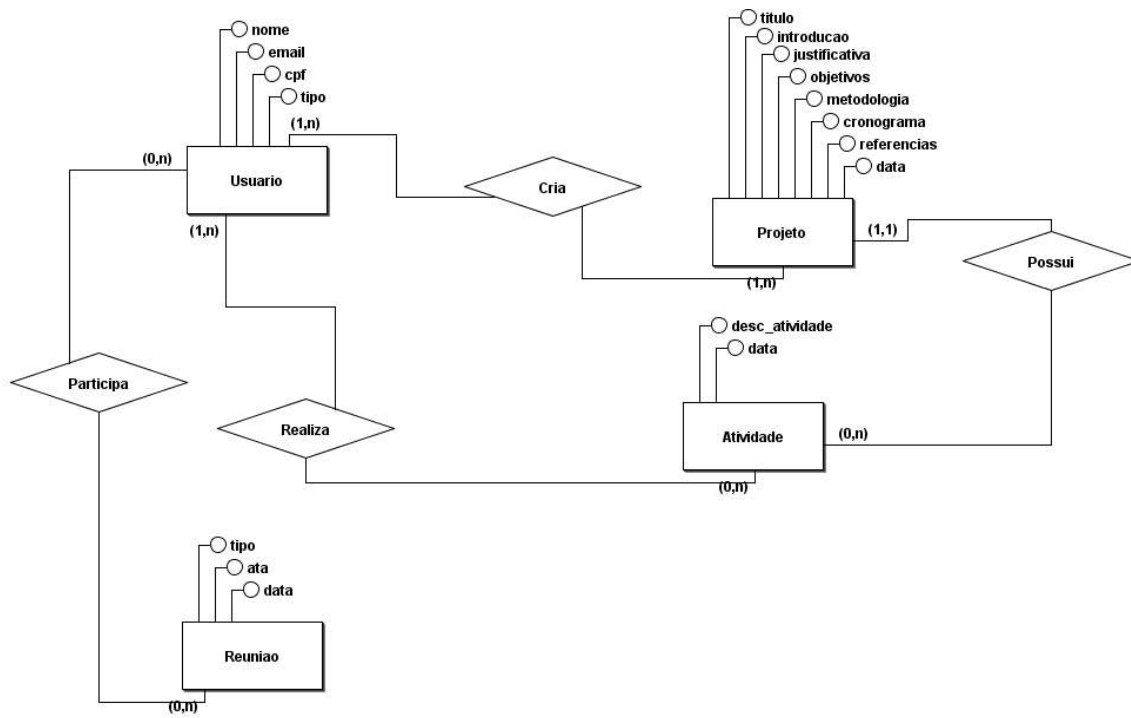 nome
email
cpf
tipo
(1,n)
(0,n)
Usuario
(1,n)
Cria
titulo
introducao
justificativa
objetivos
metodologia
cronograma
referencias
data
Projeto
(1,1)
(1,n)
Possui
Participa
Realiza
desc_atividade
data
Atividade
(0,n)
(0,n)
tipo
ata
data
Reuniao
(0,n)